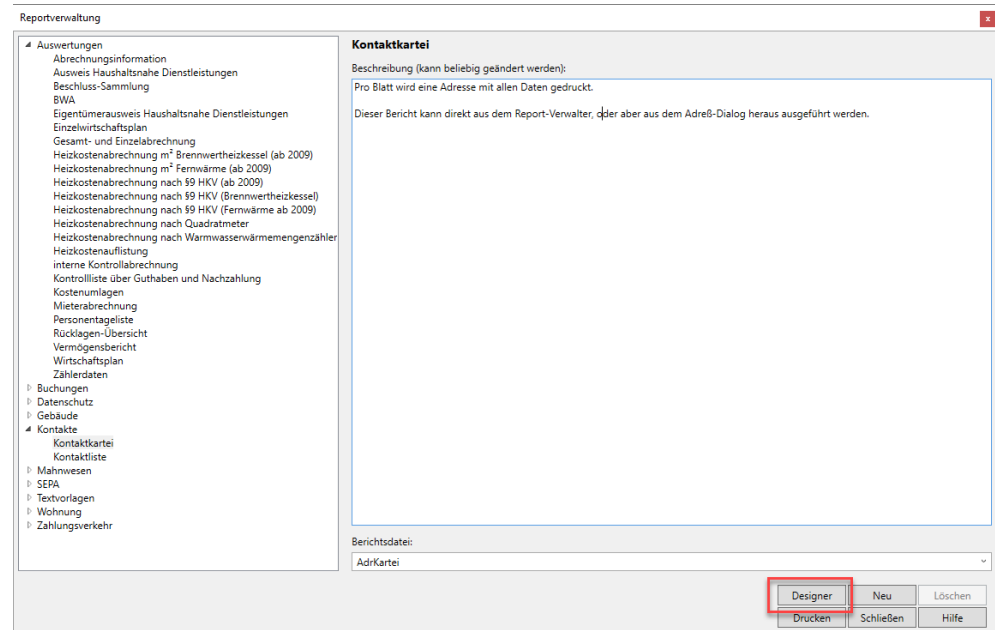 Reportverwaltung
x
Auswertungen
Abrechnungsinformation
Ausweis Haushaltsnahe Dienstleistungen
Beschluss-Sammlung
BWA
Eigentümerausweis Haushaltsnahe Dienstleistungen
Einzelwirtschaftsplan
Gesamt- und Einzelabrechnung
Heizkostenabrechnung m² Brennwertheizkessel (ab 2009)
Heizkostenabrechnung m² Fernwärme (ab 2009)
Heizkostenabrechnung nach §9 HKV (ab 2009)
Heizkostenabrechnung nach §9 HKV (Brennwertheizkessel)
Heizkostenabrechnung nach §9 HKV (Fernwärme ab 2009)
Heizkostenabrechnung nach Quadratmeter
Heizkostenabrechnung nach Warmwasserwärmemengenzähler
Heizkostenauflistung
interne Kontrollabrechnung
Kontrollliste über Guthaben und Nachzahlung
Kostenumlagen
Mieterabrechnung
Personentageliste
Rücklagen-Übersicht
Vermögensbericht
Wirtschaftsplan
Zählerdaten
Buchungen
Datenschutz
Gebäude
Kontakte
Kontaktkartei
Kontaktliste
Mahnwesen
SEPA
Textvorlagen
Wohnung
Zahlungsverkehr
Kontaktkartei
Beschreibung (kann beliebig geändert werden):
Pro Blatt wird eine Adresse mit allen Daten gedruckt.
Dieser Bericht kann direkt aus dem Report-Verwalter, oder aber aus dem Adreß-Dialog heraus ausgeführt werden.
Berichtsdatei:
AdrKartei
Designer Neu Löschen
Drucken Schließen Hilfe